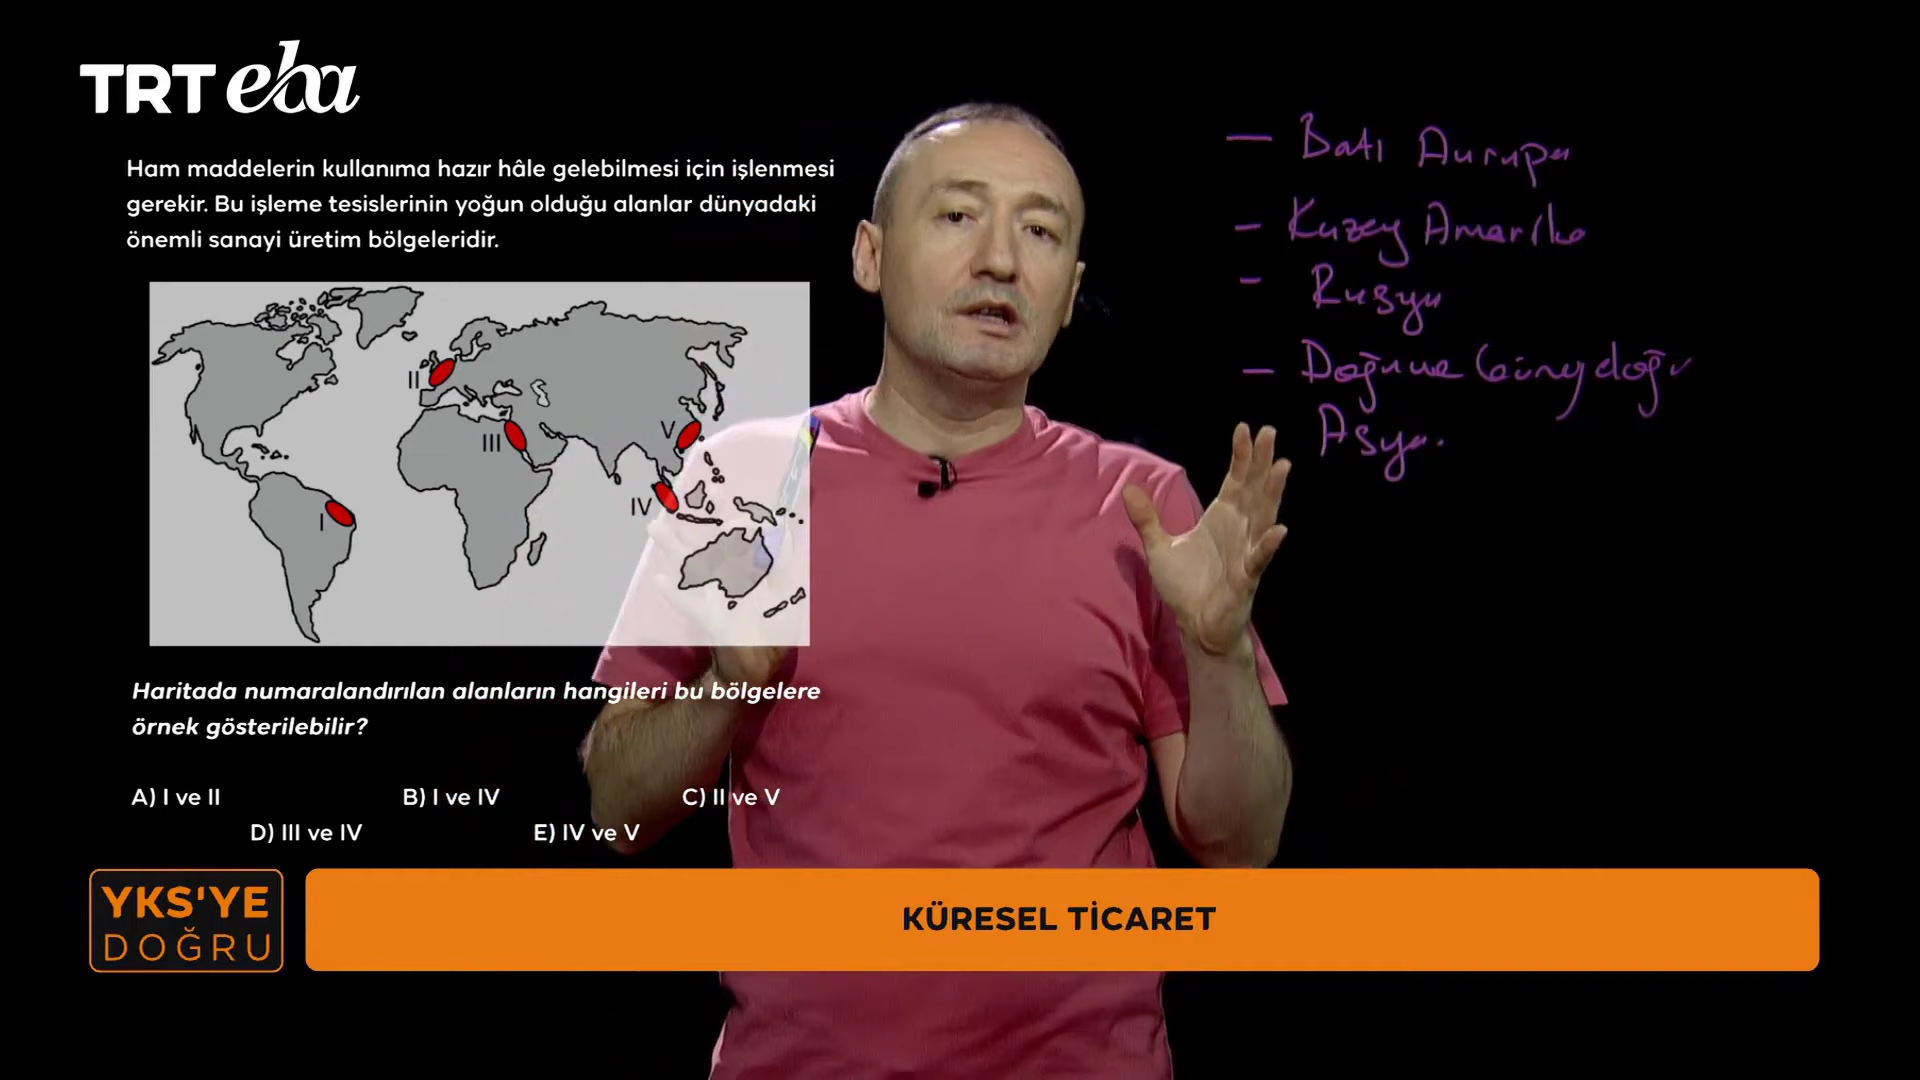 TRT eba
Ham maddelerin kullanıma hazır hâle gelebilmesi için işlenmesi
gerekir. Bu işleme tesislerinin yoğun olduğu alanlar dünyadaki
önemli sanayi üretim bölgeleridir.
II
III
V
IV
I
Haritada numaralandırılan alanların hangileri bu bölgelere
örnek gösterilebilir?
A) I ve II
B) I ve IV
C) II ve V
D) III ve IV
E) IV ve V
— Batı Avrupa
- Kuzey Amerika
- Rusya
— Doğu ve Güneydoğu
Asya.
YKS'YE
DOĞRU
KÜRESEL TİCARET